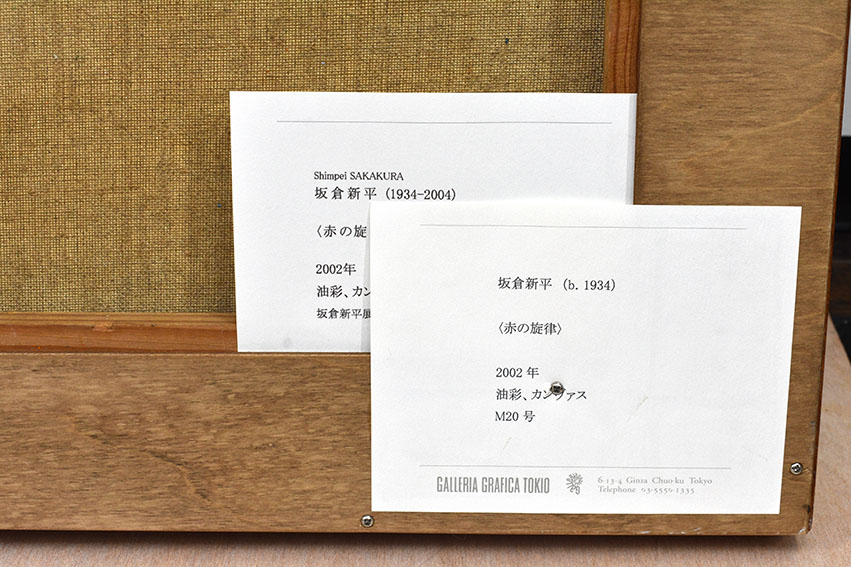 Shimpei SAKAKURA
坂倉新平 (1934-2004)
〈赤の旋
2002年
油彩、カン
坂倉新平展
坂倉新平 (b. 1934)
〈赤の旋律〉
2002 年
油彩、カンヴァス
M20 号
GALLERIA GRAFICA TOKIO
6-13-4 Ginza Chuo-ku Tokyo
Telephone 03-5550-1335